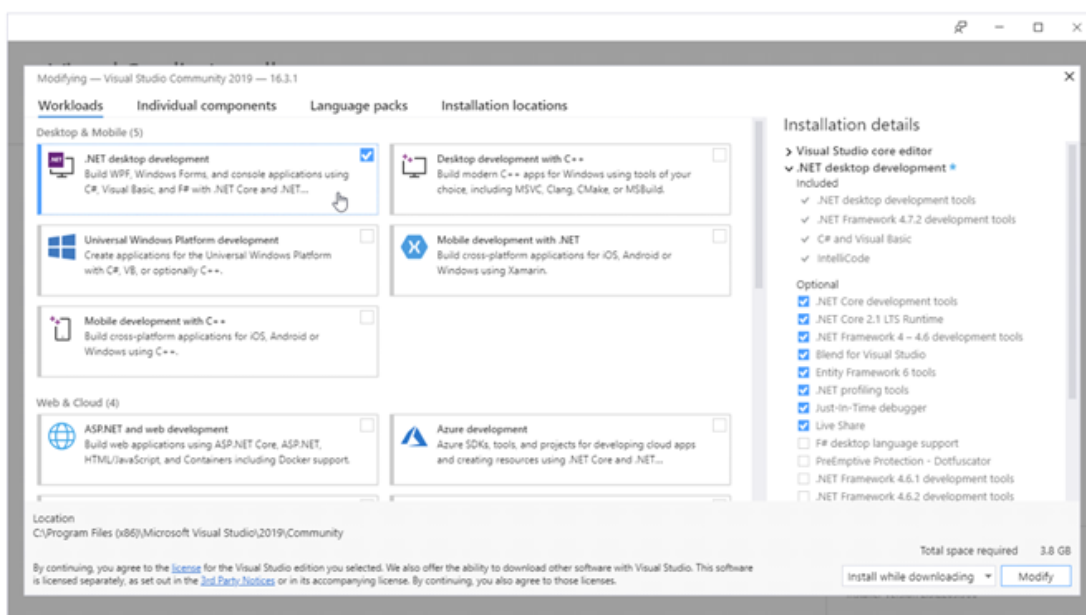 Modifying — Visual Studio Community 2019 — 16.3.1
Workloads
Individual components
Language packs
Installation locations
Desktop & Mobile (5)
.NET
.NET desktop development
Build WPF, Windows Forms, and console applications using
C#, Visual Basic, and F# with .NET Core and .NET...
Desktop development with C++
Build modern C++ apps for Windows using tools of your
choice, including MSVC, Clang, CMake, or MSBuild.
Universal Windows Platform development
Create applications for the Universal Windows Platform
with C#, VB, or optionally C++.
Mobile development with .NET
Build cross-platform applications for iOS, Android or
Windows using Xamarin.
Mobile development with C++
Build cross-platform applications for iOS, Android or
Windows using C++.
Web & Cloud (4)
ASP.NET and web development
Build web applications using ASP.NET Core, ASP.NET,
HTML/JavaScript, and Containers including Docker support.
Azure development
Azure SDKs, tools, and projects for developing cloud apps
and creating resources using .NET Core and .NET...
Installation details
Visual Studio core editor
.NET desktop development *
Included
.NET desktop development tools
.NET Framework 4.7.2 development tools
C# and Visual Basic
IntelliCode
Optional
.NET Core development tools
.NET Core 2.1 LTS Runtime
.NET Framework 4 – 4.6 development tools
Blend for Visual Studio
Entity Framework 6 tools
.NET profiling tools
Just-In-Time debugger
Live Share
F# desktop language support
PreEmptive Protection - Dotfuscator
.NET Framework 4.6.1 development tools
.NET Framework 4.6.2 development tools
Location
C:\Program Files (x86)\Microsoft Visual Studio\2019\Community
By continuing, you agree to the license for the Visual Studio edition you selected. We also offer the ability to download other software with Visual Studio. This software
is licensed separately, as set out in the 3rd Party Notices or in its accompanying license. By continuing, you also agree to those licenses.
Total space required 3.8 GB
Install while downloading
Modify